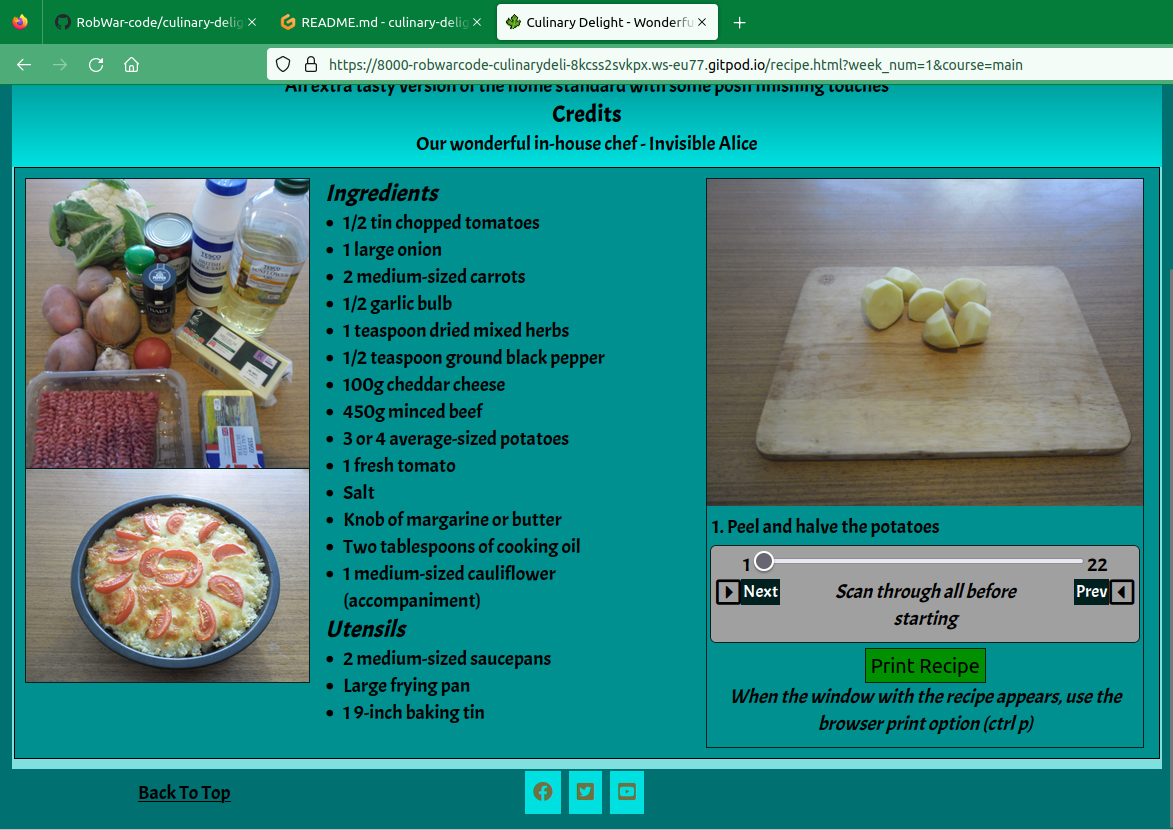 RobWar-code/culinary-delig
README.md - culinary-delig
Culinary Delight - Wonderfu
https://8000-robwarcode-culinarydeli-8kcss2svkpx.ws-eu77.gitpod.io/recipe.html?week_num=1&course=main
An extra tasty version of the home standard with some posh finishing touches
Credits
Our wonderful in-house chef - Invisible Alice
Ingredients
1/2 tin chopped tomatoes
1 large onion
2 medium-sized carrots
1/2 garlic bulb
1 teaspoon dried mixed herbs
1/2 teaspoon ground black pepper
100g cheddar cheese
450g minced beef
3 or 4 average-sized potatoes
1 fresh tomato
Salt
Knob of margarine or butter
Two tablespoons of cooking oil
1 medium-sized cauliflower
(accompaniment)
Utensils
2 medium-sized saucepans
Large frying pan
1 9-inch baking tin
TESCO
TESCO
1. Peel and halve the potatoes
1 22
Next Scan through all before Prev
starting
Print Recipe
When the window with the recipe appears, use the
browser print option (ctrl p)
Back To Top